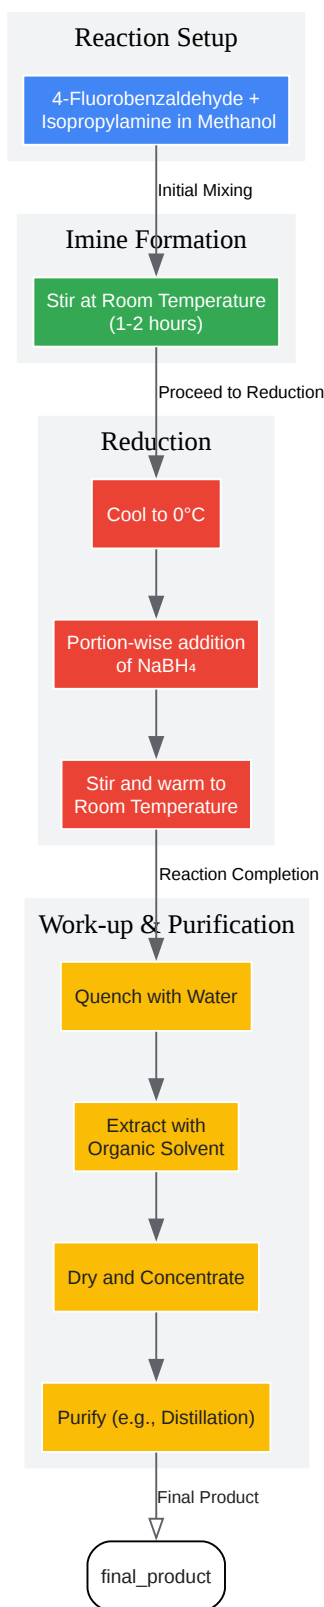 Reaction Setup
4-Fluorobenzaldehyde +
Isopropylamine in Methanol
Initial Mixing
Imine Formation
Stir at Room Temperature
(1-2 hours)
Proceed to Reduction
Reduction
Cool to 0°C
Portion-wise addition
of NaBH₄
Stir and warm to
Room Temperature
Reaction Completion
Work-up & Purification
Quench with Water
Extract with
Organic Solvent
Dry and Concentrate
Purify (e.g., Distillation)
Final Product
final_product